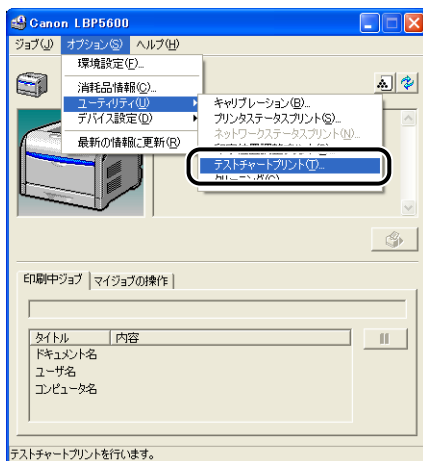 Canon LBP5600
ジョブ(J) オプション(S) ヘルプ(H)
環境設定(F)...
消耗品情報(C)...
ユーティリティ(U)
デバイス設定(D)
最新の情報に更新(R)
キャリブレーション(B)...
プリンタステータスプリント(S)...
ネットワークステータスプリント(N)...
テストチャートプリント(T)...
印刷中ジョブ マイジョブの操作
タイトル 内容
ドキュメント名
ユーザ名
コンピュータ名
テストチャートプリントを行います。